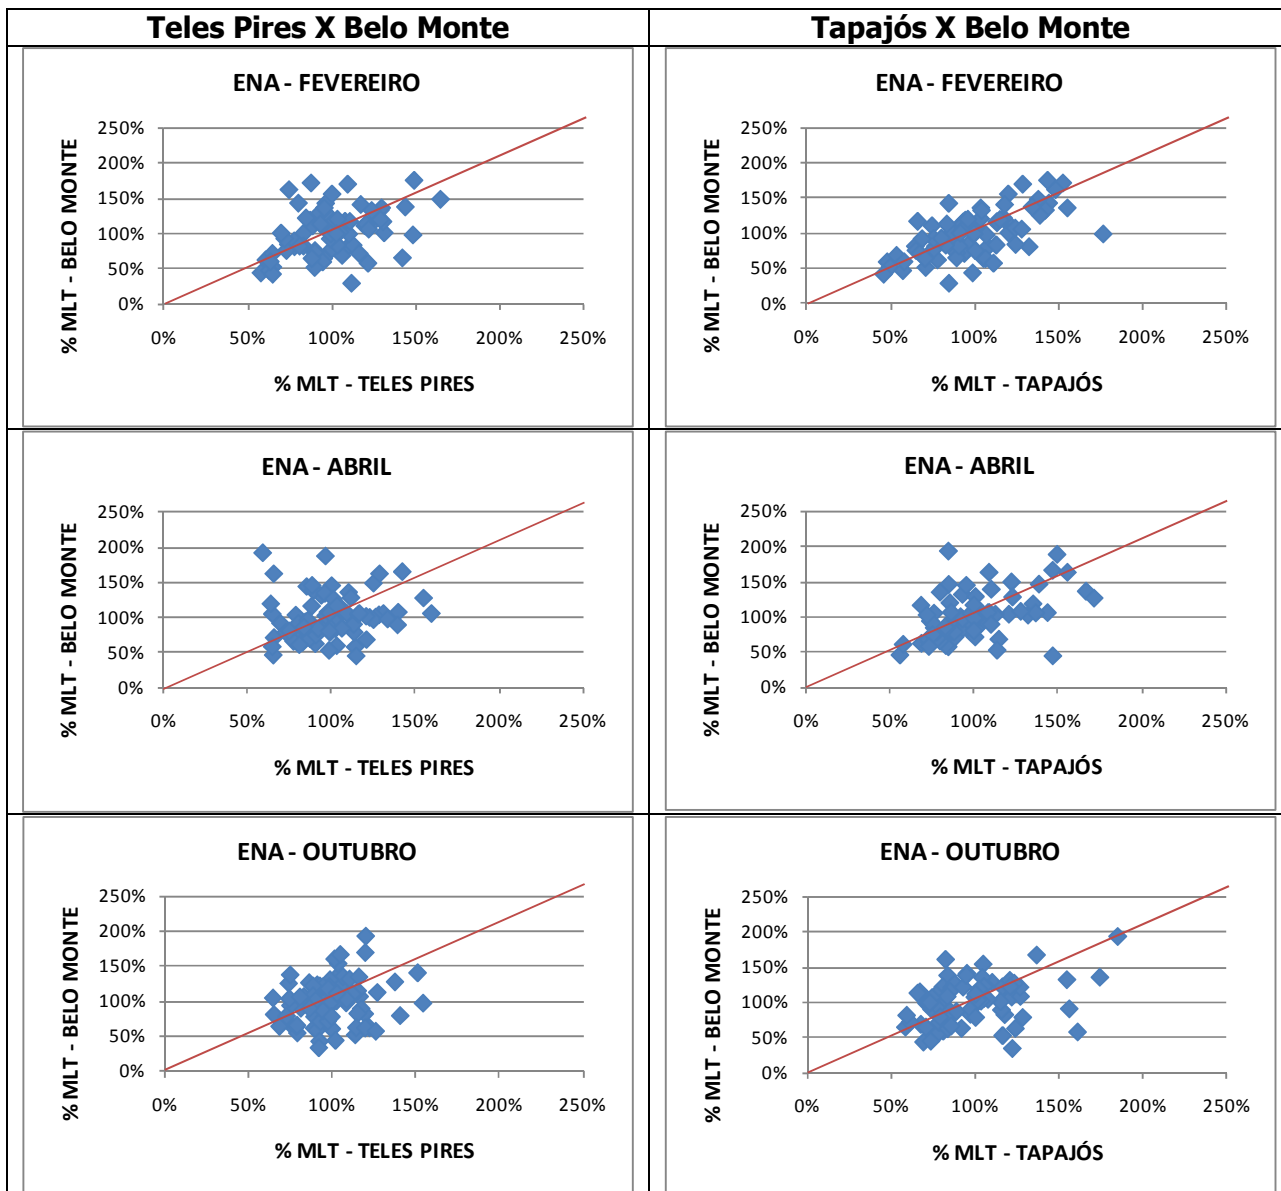 Teles Pires X Belo Monte
Tapajós X Belo Monte
ENA - FEVEREIRO
% MLT - BELO MONTE
250%
200%
150%
100%
50%
0%
0% 50% 100% 150% 200% 250%
% MLT - TELES PIRES
ENA - FEVEREIRO
% MLT - BELO MONTE
250%
200%
150%
100%
50%
0%
0% 50% 100% 150% 200% 250%
% MLT - TAPAJÓS
ENA - ABRIL
% MLT - BELO MONTE
250%
200%
150%
100%
50%
0%
0% 50% 100% 150% 200% 250%
% MLT - TELES PIRES
ENA - ABRIL
% MLT - BELO MONTE
250%
200%
150%
100%
50%
0%
0% 50% 100% 150% 200% 250%
% MLT - TAPAJÓS
ENA - OUTUBRO
% MLT - BELO MONTE
250%
200%
150%
100%
50%
0%
0% 50% 100% 150% 200% 250%
% MLT - TELES PIRES
ENA - OUTUBRO
% MLT - BELO MONTE
250%
200%
150%
100%
50%
0%
0% 50% 100% 150% 200% 250%
% MLT - TAPAJÓS